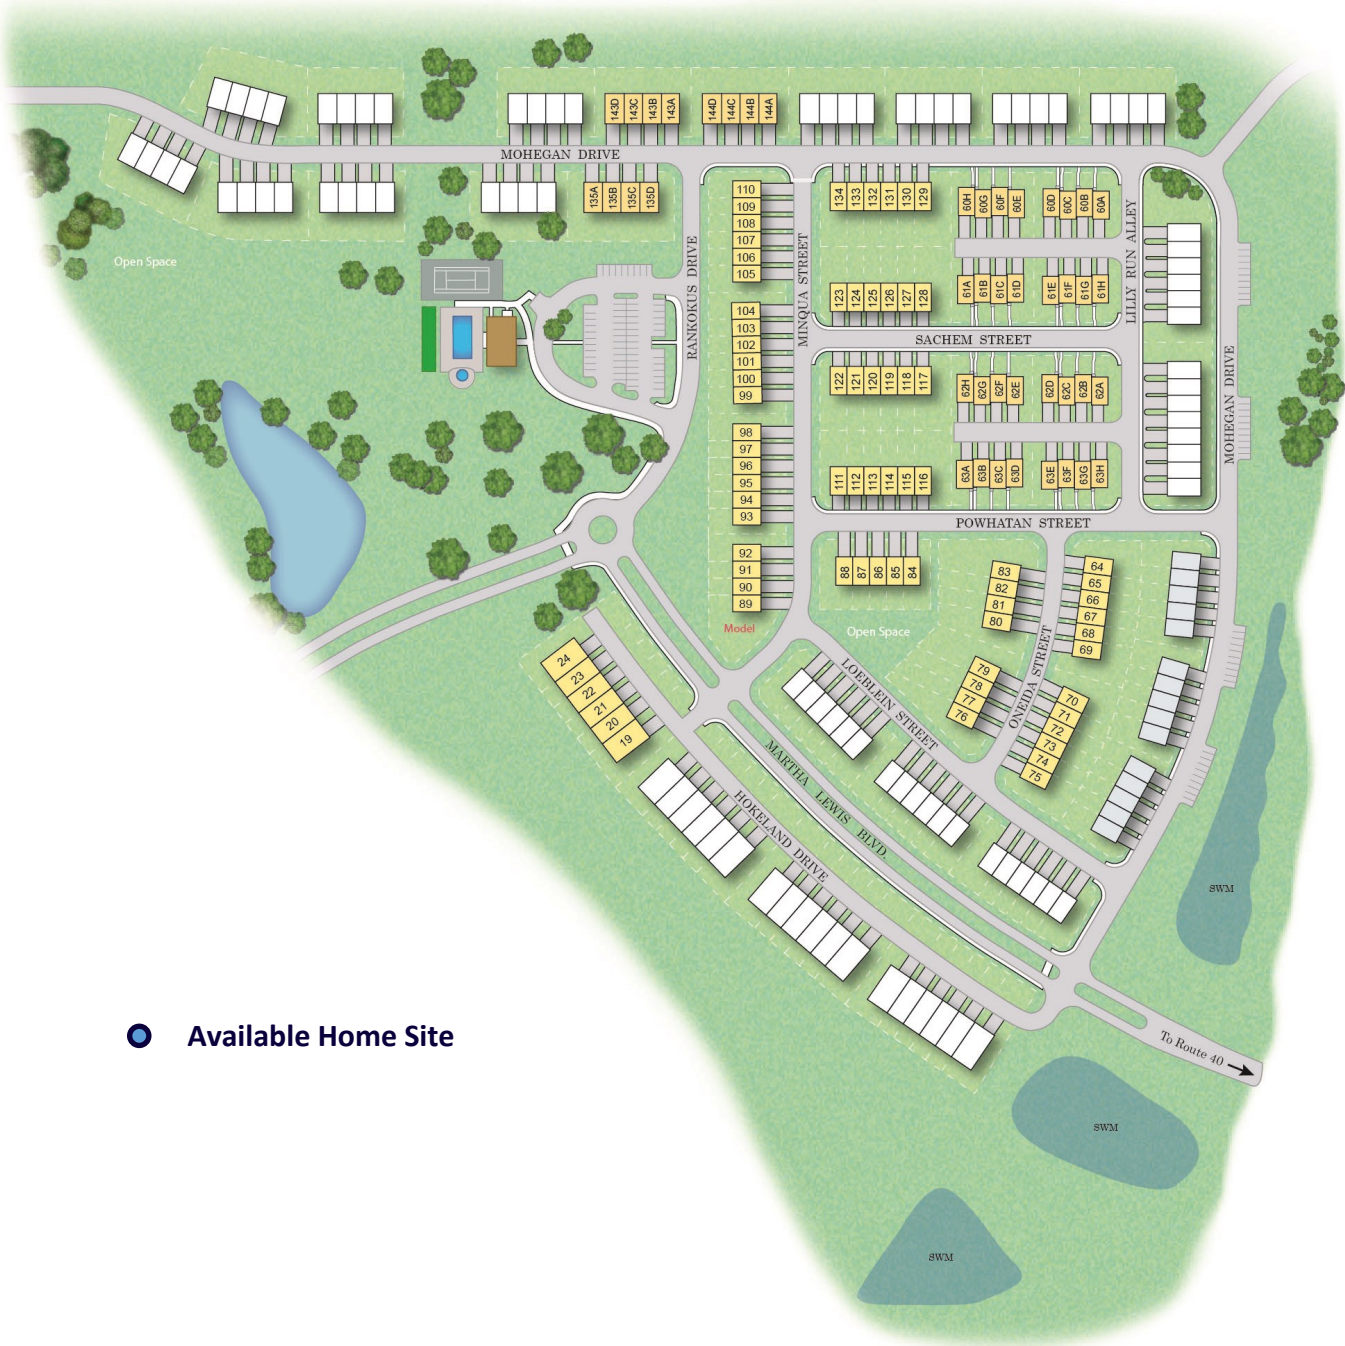 143D
143C
143B
143A
144D
144C
144B
144A
MOHEGAN DRIVE
135A
135B
135C
135D
110
109
108
107
106
105
134
133
132
131
130
129
60H
60G
60F
60E
60D
60C
60B
60A
Open Space
RANKOKUS DRIVE
MINQUA STREET
LILLY RUN ALLEY
123
124
125
126
127
128
61A
61B
61C
61D
61E
61F
61G
61H
104
103
102
101
100
99
SACHEM STREET
MOHEGAN DRIVE
122
121
120
119
118
117
62H
62G
62F
62E
62D
62C
62B
62A
98
97
96
95
94
93
111
112
113
114
115
116
63A
63B
63C
63D
63E
63F
63G
63H
POWHATAN STREET
92
91
90
89
88
87
86
85
84
83
82
81
80
64
65
66
67
68
69
Model
Open Space
ONEIDA STREET
79
78
77
76
70
71
72
73
74
75
24
23
22
21
20
19
LOEBLEIN STREET
MARTHA LEWIS BLVD.
HOKELAND DRIVE
SWM
Available Home Site
To Route 40
SWM
SWM